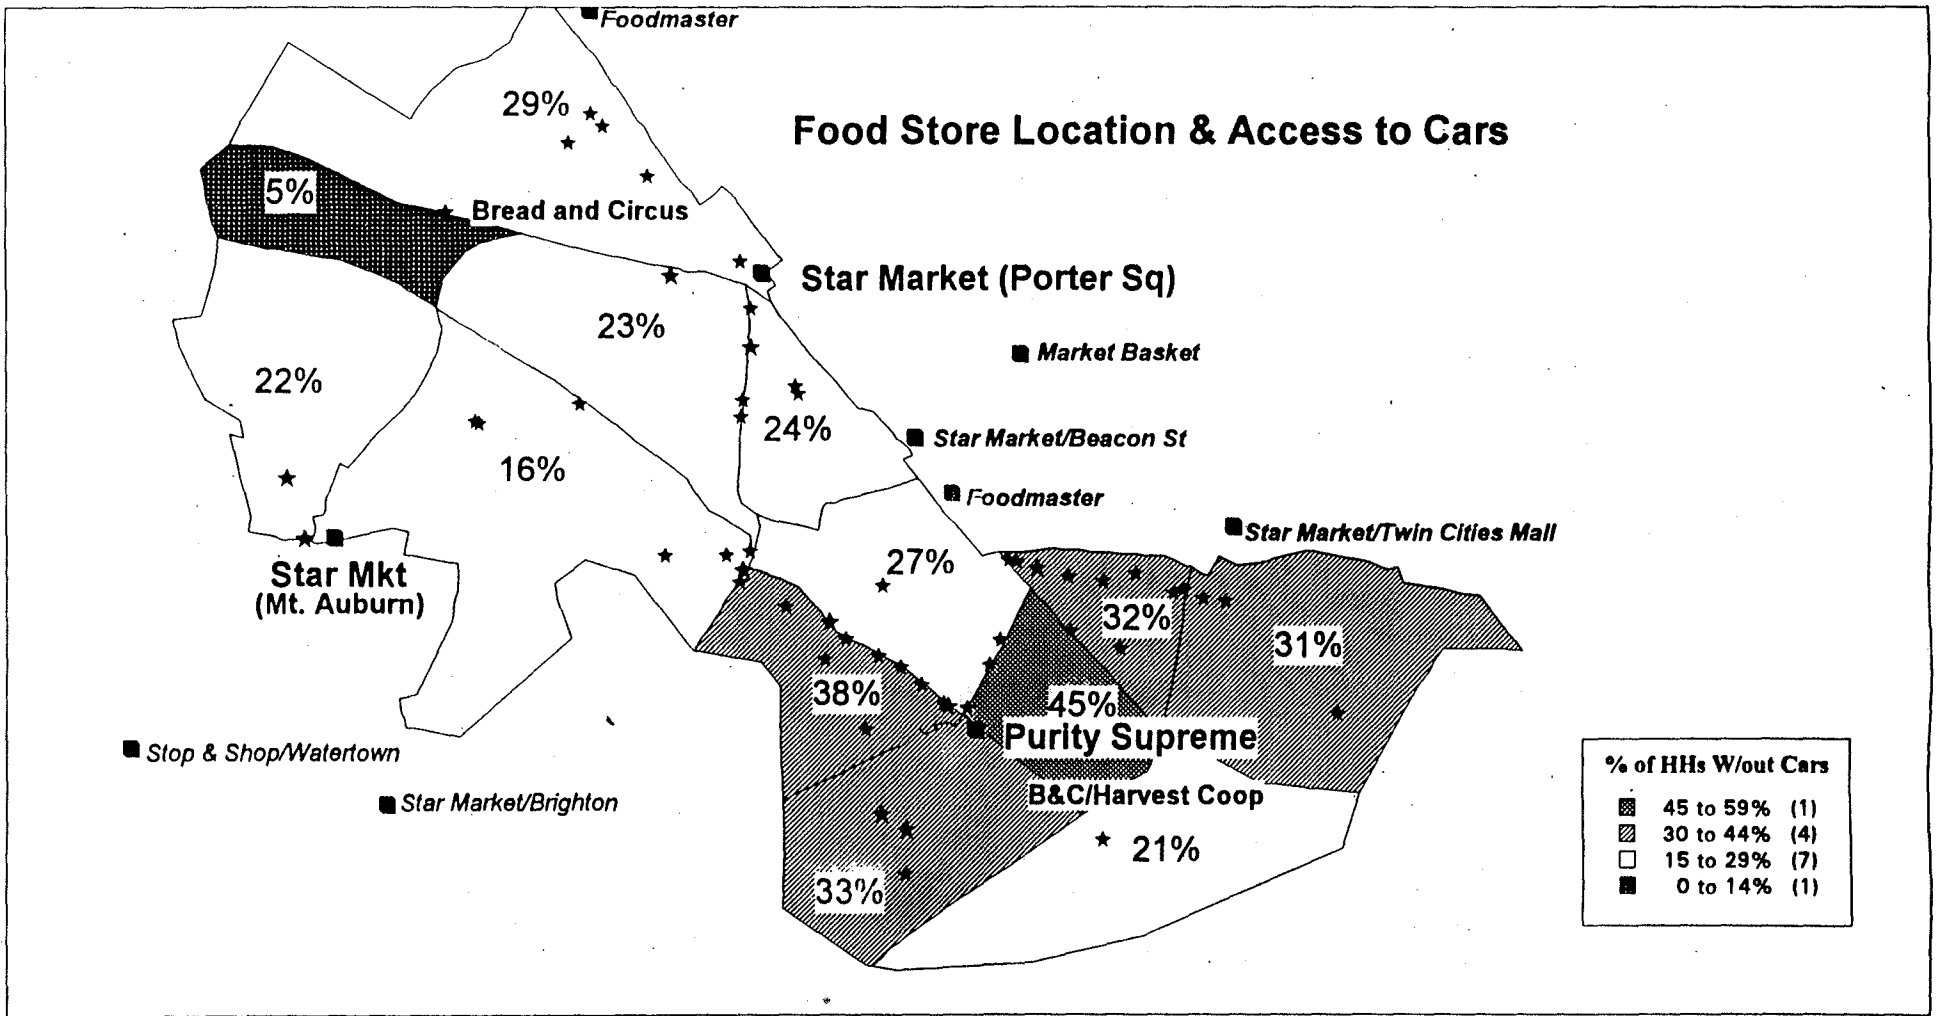 Foodmaster
29%
Food Store Location & Access to Cars
5%
Bread and Circus
Star Market (Porter Sq)
23%
Market Basket
22%
24%
Star Market/Beacon St
16%
Foodmaster
Star Market/Twin Cities Mall
27%
Star Mkt
(Mt. Auburn)
32%
31%
38%
45%
Purity Supreme
Stop & Shop/Watertown
Star Market/Brighton
B&C/Harvest Coop
21%
33%
% of HHs W/out Cars
45 to 59% (1)
30 to 44% (4)
15 to 29% (7)
0 to 14% (1)